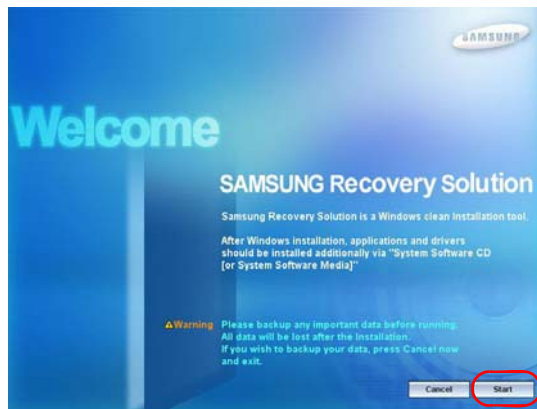 SAMSUNG
Welcome
SAMSUNG Recovery Solution
Samsung Recovery Solution is a Windows clean Installation tool.
After Windows installation, applications and drivers
should be installed additionally via "System Software CD
[or System Software Media]"
Warning Please backup any important data before running.
All data will be lost after the Installation.
If you wish to backup your data, press Cancel now
and exit.
Cancel Start